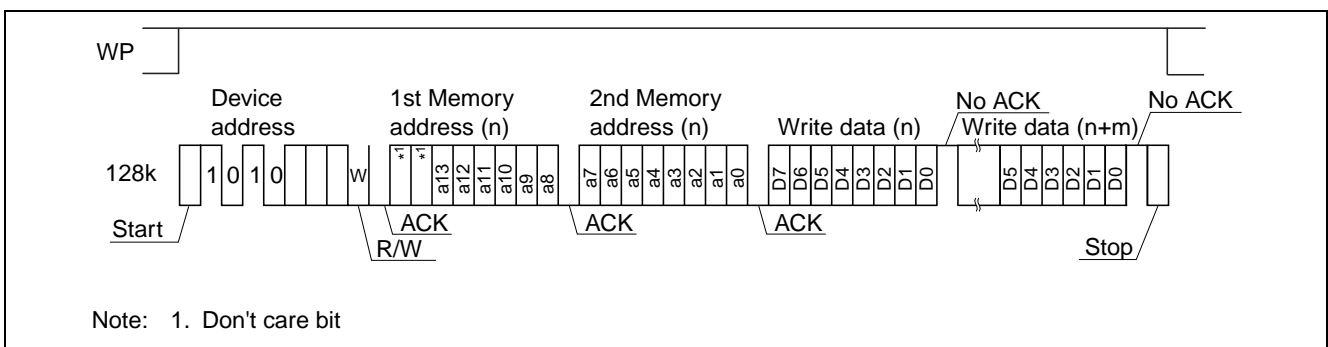 WP
Device 1st Memory 2nd Memory No ACK No ACK
address address (n) address (n) Write data (n) Write data (n+m)
128k 1 0 1 0 W *1 *1 a13 a12 a11 a10 a9 a8 a7 a6 a5 a4 a3 a2 a1 a0 D7 D6 D5 D4 D3 D2 D1 D0 D5 D4 D3 D2 D1 D0
Start ACK ACK ACK Stop
R/W
Note: 1. Don't care bit